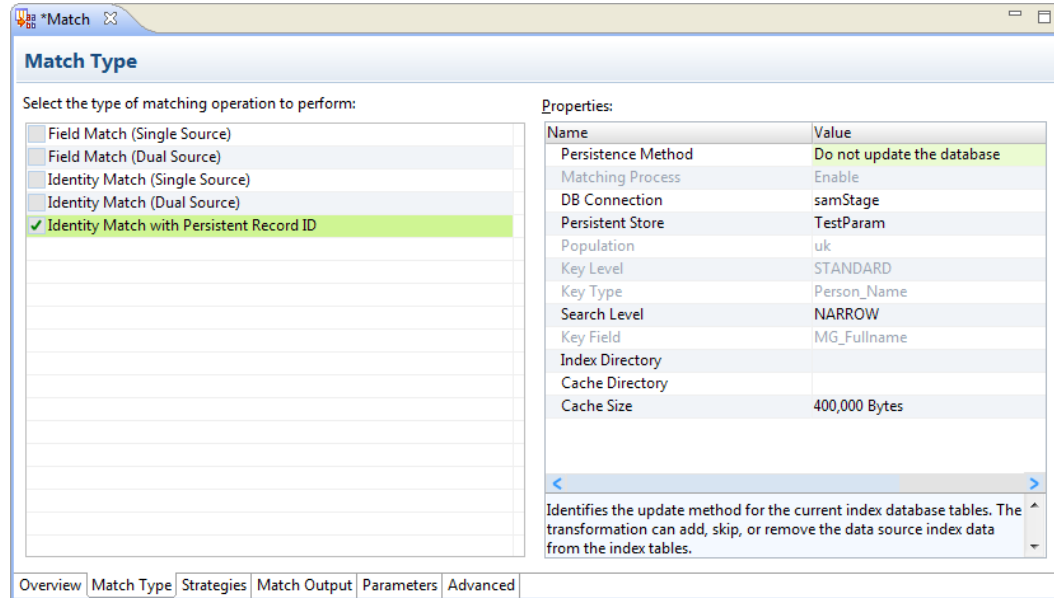 *Match
Match Type
Select the type of matching operation to perform:
Field Match (Single Source)
Field Match (Dual Source)
Identity Match (Single Source)
Identity Match (Dual Source)
Identity Match with Persistent Record ID
Properties:
Name Value
Persistence Method Do not update the database
Matching Process Enable
DB Connection samStage
Persistent Store TestParam
Population uk
Key Level STANDARD
Key Type Person_Name
Search Level NARROW
Key Field MG_Fullname
Index Directory
Cache Directory
Cache Size 400,000 Bytes
Identifies the update method for the current index database tables. The
transformation can add, skip, or remove the data source index data
from the index tables.
Overview Match Type Strategies Match Output Parameters Advanced